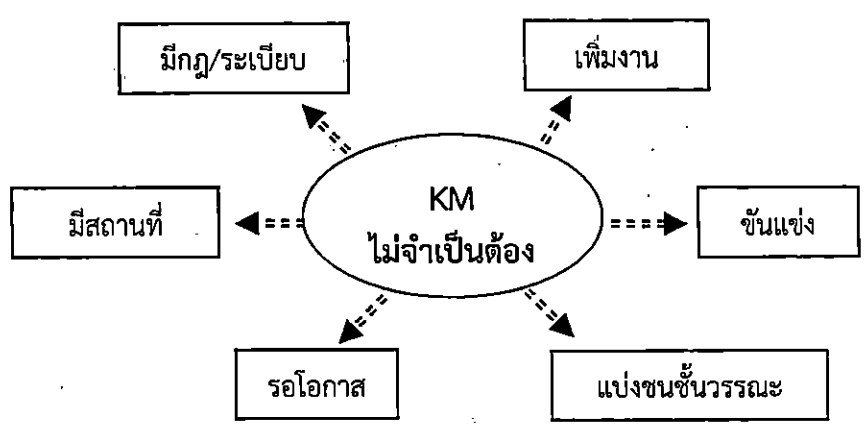 มีกฎ/ระเบียบ
เพิ่มงาน
KM
ไม่จำเป็นต้อง
มีสถานที่
ขันแข่ง
รอโอกาส
แบ่งชนชั้นวรรณะ